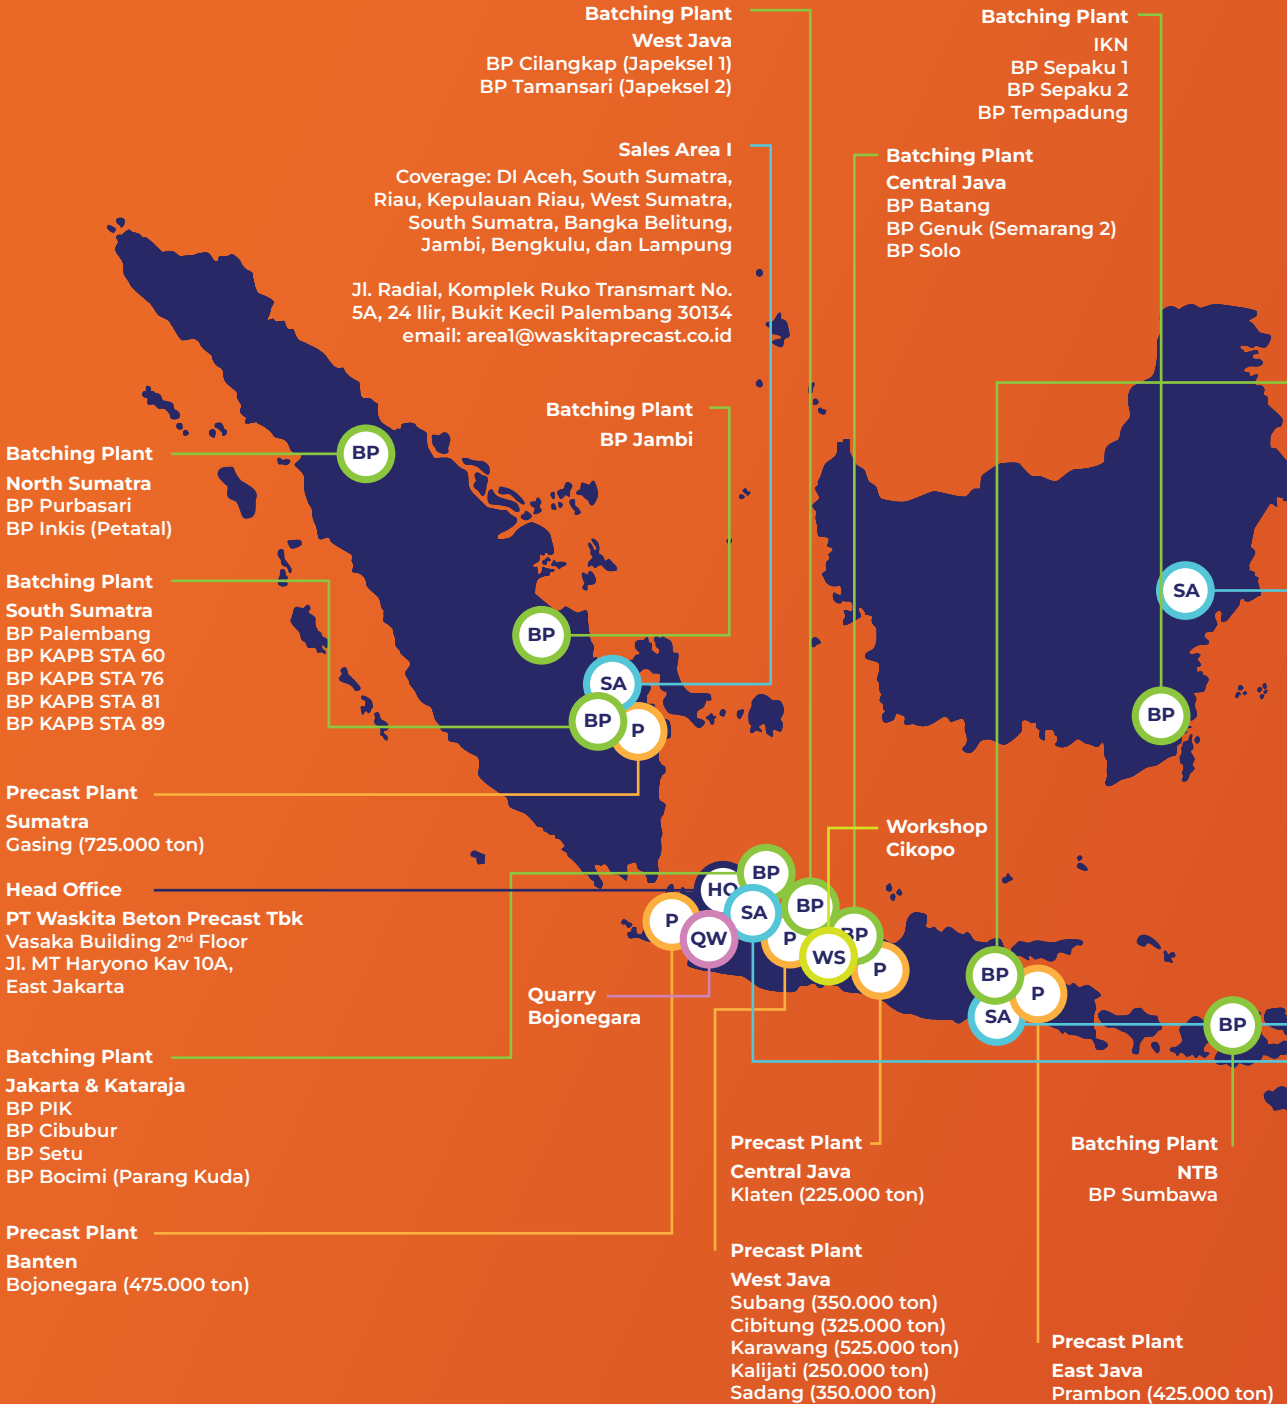 Batching Plant
West Java
BP Cilangkap (Japeksel 1)
BP Tamansari (Japeksel 2)
Batching Plant
IKN
BP Sepaku 1
BP Sepaku 2
BP Tempadung
Sales Area I
Coverage: DI Aceh, South Sumatra,
Riau, Kepulauan Riau, West Sumatra,
South Sumatra, Bangka Belitung,
Jambi, Bengkulu, dan Lampung
Jl. Radial, Komplek Ruko Transmart No.
5A, 24 Ilir, Bukit Kecil Palembang 30134
email: area1@waskitaprecast.co.id
Batching Plant
Central Java
BP Batang
BP Genuk (Semarang 2)
BP Solo
Batching Plant
BP Jambi
Batching Plant
North Sumatra
BP Purbasari
BP Inkis (Petatal)
BP
Batching Plant
South Sumatra
BP Palembang
BP KAPB STA 60
BP KAPB STA 76
BP KAPB STA 81
BP KAPB STA 89
BP
SA
BP
P
SA
BP
Precast Plant
Sumatra
Gasing (725.000 ton)
Workshop
Cikopo
Head Office
PT Waskita Beton Precast Tbk
Vasaka Building 2nd Floor
Jl. MT Haryono Kav 10A,
East Jakarta
BP
HO
P
SA
BP
QW
P
BP
WS
P
BP
P
SA
BP
Quarry
Bojonegara
Batching Plant
Jakarta & Kataraja
BP PIK
BP Cibubur
BP Setu
BP Bocimi (Parang Kuda)
Precast Plant
Central Java
Klaten (225.000 ton)
Batching Plant
NTB
BP Sumbawa
Precast Plant
Banten
Bojonegara (475.000 ton)
Precast Plant
West Java
Subang (350.000 ton)
Cibitung (325.000 ton)
Karawang (525.000 ton)
Kalijati (250.000 ton)
Sadang (350.000 ton)
Precast Plant
East Java
Prambon (425.000 ton)